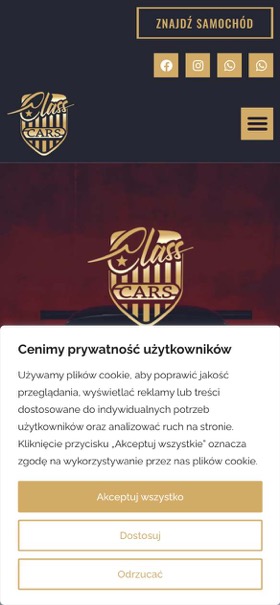 ZNAJDŹ SAMOCHÓD
Class
CARS
Class
CARS
Cenimy prywatność użytkowników
Używamy plików cookie, aby poprawić jakość
przeglądania, wyświetlać reklamy lub treści
dostosowane do indywidualnych potrzeb
użytkowników oraz analizować ruch na stronie.
Kliknięcie przycisku „Akceptuj wszystkie” oznacza
zgodę na wykorzystywanie przez nas plików cookie.
Akceptuj wszystko
Dostosuj
Odrzucać